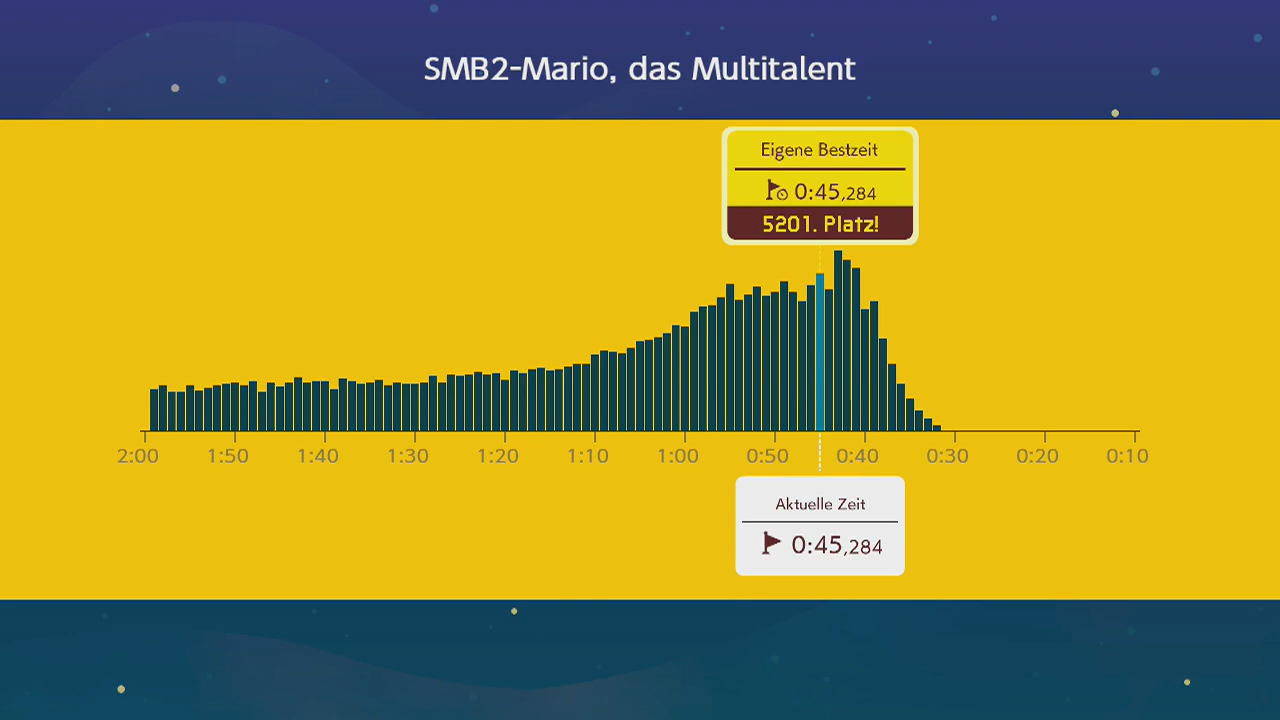 SMB2-Mario, das Multitalent
Eigene Bestzeit
0:45,284
5201. Platz!
2:00 1:50 1:40 1:30 1:20 1:10 1:00 0:50 0:40 0:30 0:20 0:10
Aktuelle Zeit
0:45,284